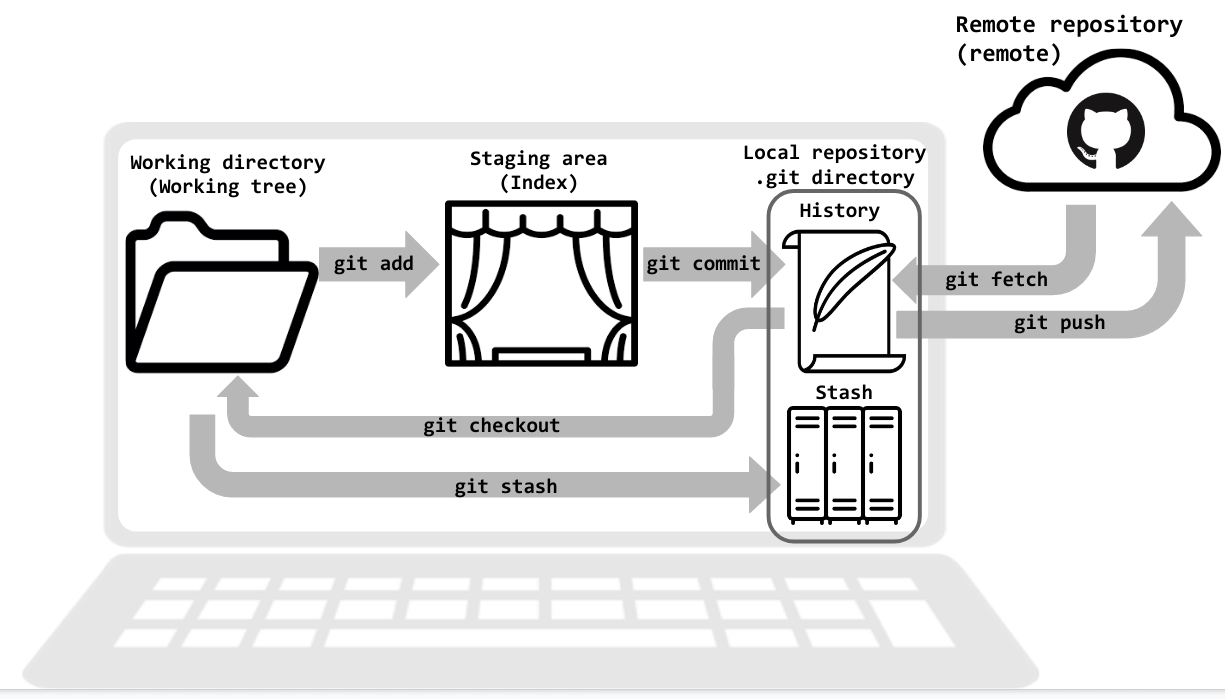 Remote repository
(remote)
Working directory
(Working tree)
Staging area
(Index)
Local repository
.git directory
History
git add
git commit
git fetch
git push
Stash
git checkout
git stash